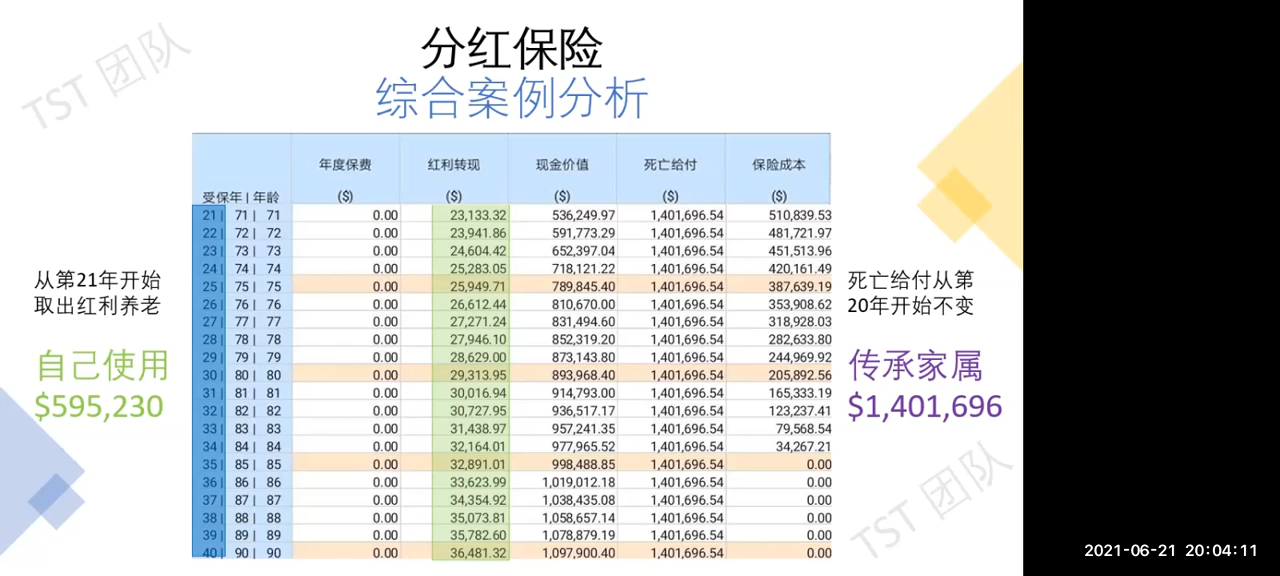 TST 团队
分红保险
综合案例分析
受保年 | 年龄 年度保费 ($) 红利转现 ($) 现金价值 ($) 死亡给付 ($) 保险成本 ($)
21 | 71 | 71 0.00 23,133.32 536,249.97 1,401,696.54 510,839.53
22 | 72 | 72 0.00 23,941.86 591,773.29 1,401,696.54 481,721.97
23 | 73 | 73 0.00 24,604.42 652,397.04 1,401,696.54 451,513.96
24 | 74 | 74 0.00 25,283.05 718,121.22 1,401,696.54 420,161.49
25 | 75 | 75 0.00 25,949.71 789,845.40 1,401,696.54 387,639.19
26 | 76 | 76 0.00 26,612.44 810,670.00 1,401,696.54 353,908.62
27 | 77 | 77 0.00 27,271.24 831,494.60 1,401,696.54 318,928.03
28 | 78 | 78 0.00 27,946.10 852,319.20 1,401,696.54 282,633.80
29 | 79 | 79 0.00 28,629.00 873,143.80 1,401,696.54 244,969.92
30 | 80 | 80 0.00 29,313.95 893,968.40 1,401,696.54 205,892.56
31 | 81 | 81 0.00 30,016.94 914,793.00 1,401,696.54 165,333.19
32 | 82 | 82 0.00 30,727.95 936,517.17 1,401,696.54 123,237.41
33 | 83 | 83 0.00 31,438.97 957,241.35 1,401,696.54 79,568.54
34 | 84 | 84 0.00 32,164.01 977,965.52 1,401,696.54 34,267.21
35 | 85 | 85 0.00 32,891.01 998,488.85 1,401,696.54 0.00
36 | 86 | 86 0.00 33,623.99 1,019,012.18 1,401,696.54 0.00
37 | 87 | 87 0.00 34,354.92 1,038,435.08 1,401,696.54 0.00
38 | 88 | 88 0.00 35,073.81 1,058,657.14 1,401,696.54 0.00
39 | 89 | 89 0.00 35,782.60 1,078,879.19 1,401,696.54 0.00
40 | 90 | 90 0.00 36,481.32 1,097,900.40 1,401,696.54 0.00
从第21年开始
取出红利养老
自己使用
$595,230
死亡给付从第
20年开始不变
传承家属
$1,401,696
TST 团队
2021-06-21 20:04:11